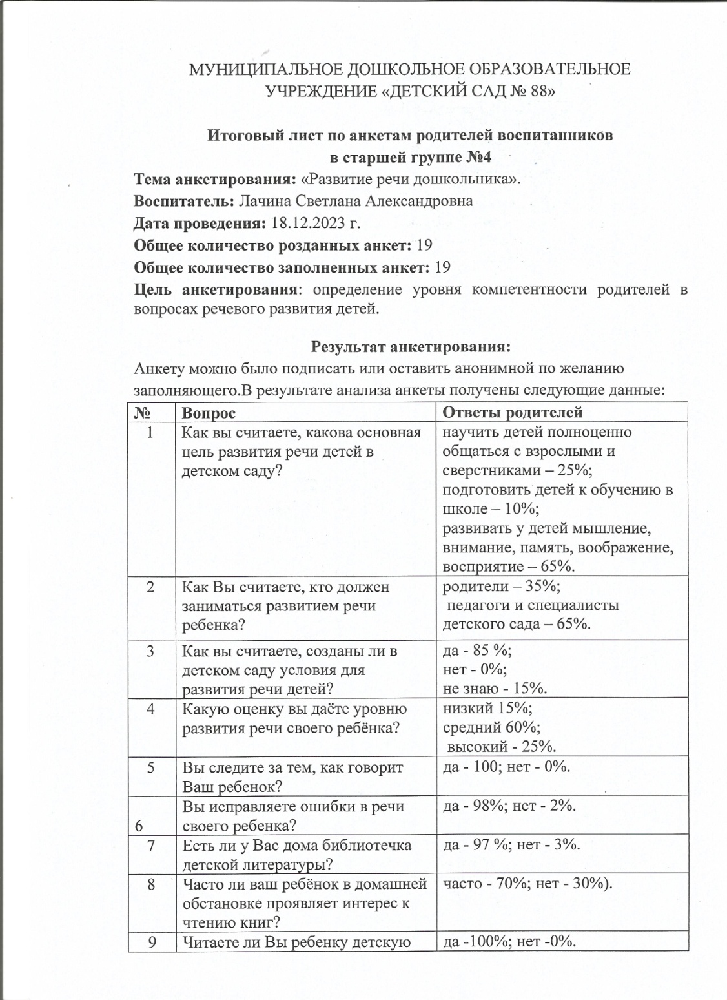 МУНИЦИПАЛЬНОЕ ДОШКОЛЬНОЕ ОБРАЗОВАТЕЛЬНОЕ
УЧРЕЖДЕНИЕ «ДЕТСКИЙ САД № 88»
Итоговый лист по анкетам родителей воспитанников
в старшей группе №4
Тема анкетирования: «Развитие речи дошкольника».
Воспитатель: Лачина Светлана Александровна
Дата проведения: 18.12.2023 г.
Общее количество розданных анкет: 19
Общее количество заполненных анкет: 19
Цель анкетирования: определение уровня компетентности родителей в
вопросах речевого развития детей.
Результат анкетирования:
Анкету можно было подписать или оставить анонимной по желанию
заполняющего.В результате анализа анкеты получены следующие данные:
№ Вопрос Ответы родителей
1 Как вы считаете, какова основная научить детей полноценно
цель развития речи детей в общаться с взрослыми и
детском саду? сверстниками – 25%;
подготовить детей к обучению в
школе – 10%;
развивать у детей мышление,
внимание, память, воображение,
восприятие – 65%.
2 Как Вы считаете, кто должен родители – 35%;
заниматься развитием речи педагоги и специалисты
ребенка? детского сада – 65%.
3 Как вы считаете, созданы ли в да - 85 %;
детском саду условия для нет - 0%;
развития речи детей? не знаю - 15%.
4 Какую оценку вы даёте уровню низкий 15%;
развития речи своего ребёнка? средний 60%;
высокий - 25%.
5 Вы следите за тем, как говорит да - 100; нет - 0%.
Ваш ребенок?
Вы исправляете ошибки в речи да - 98%; нет - 2%.
6 своего ребенка?
7 Есть ли у Вас дома библиотечка да - 97 %; нет - 3%.
детской литературы?
8 Часто ли ваш ребёнок в домашней часто - 70%; нет - 30%).
обстановке проявляет интерес к
чтению книг?
9 Читаете ли Вы ребенку детскую да -100%; нет -0%.